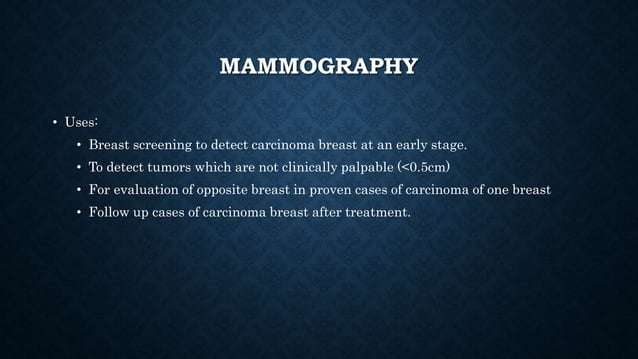 MAMMOGRAPHY
• Uses:
• Breast screening to detect carcinoma breast at an early stage.
• To detect tumors which are not clinically palpable (<0.5cm)
• For evaluation of opposite breast in proven cases of carcinoma of one breast
• Follow up cases of carcinoma breast after treatment.